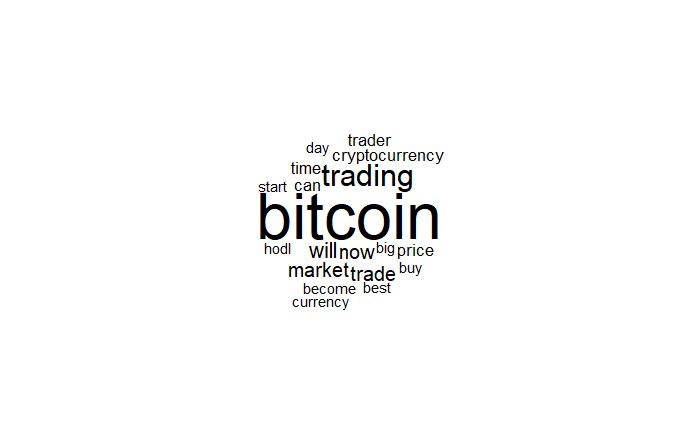 trader
day
cryptocurrency
time
trading
start can
bitcoin
hodl will now big price
market trade buy
become best
currency